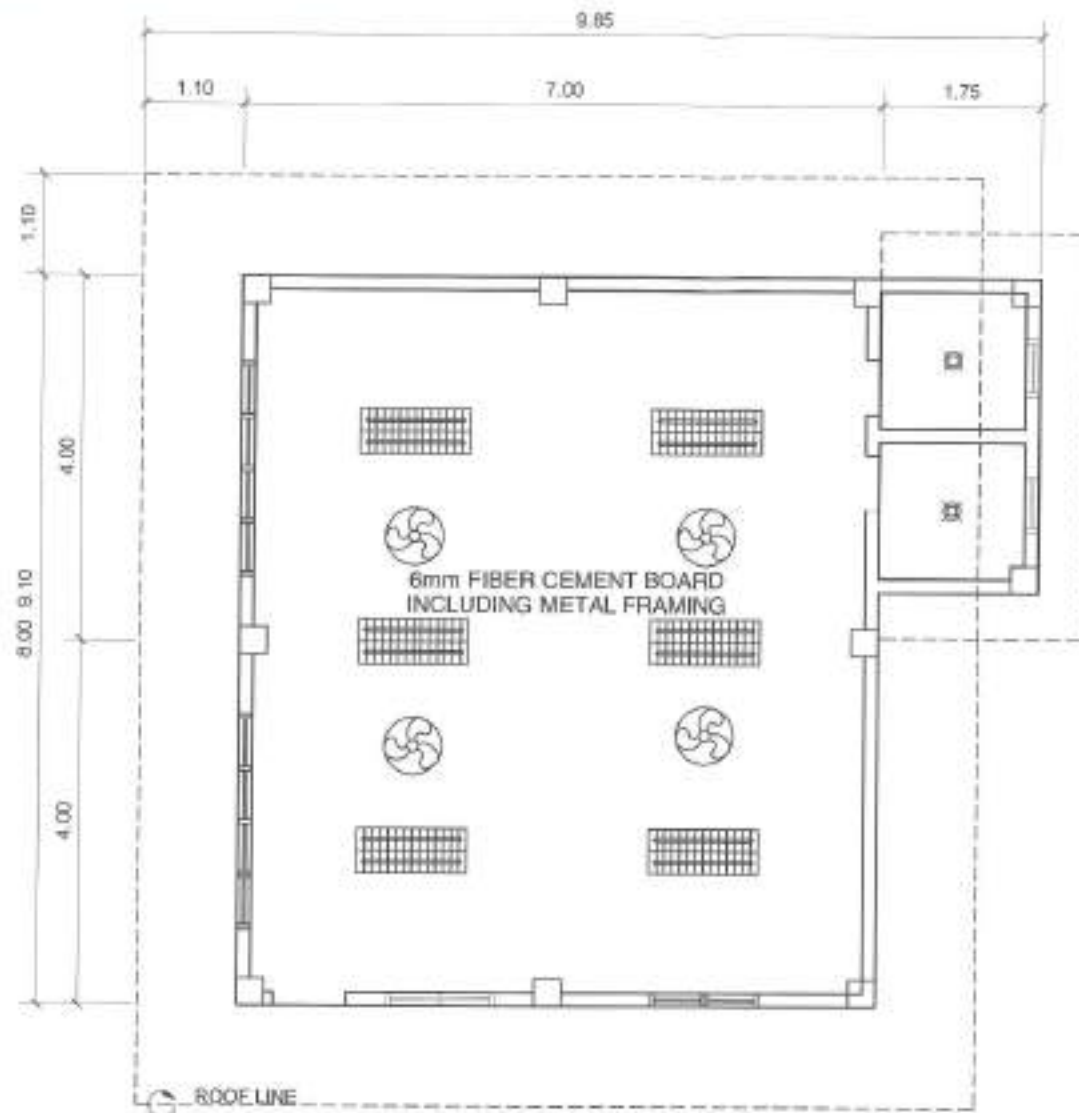 9.85
1.10
7.00
1.75
1.10
4.00
8.00 9.10
6mm FIBER CEMENT BOARD
INCLUDING METAL FRAMING
4.00
ROOF LINE